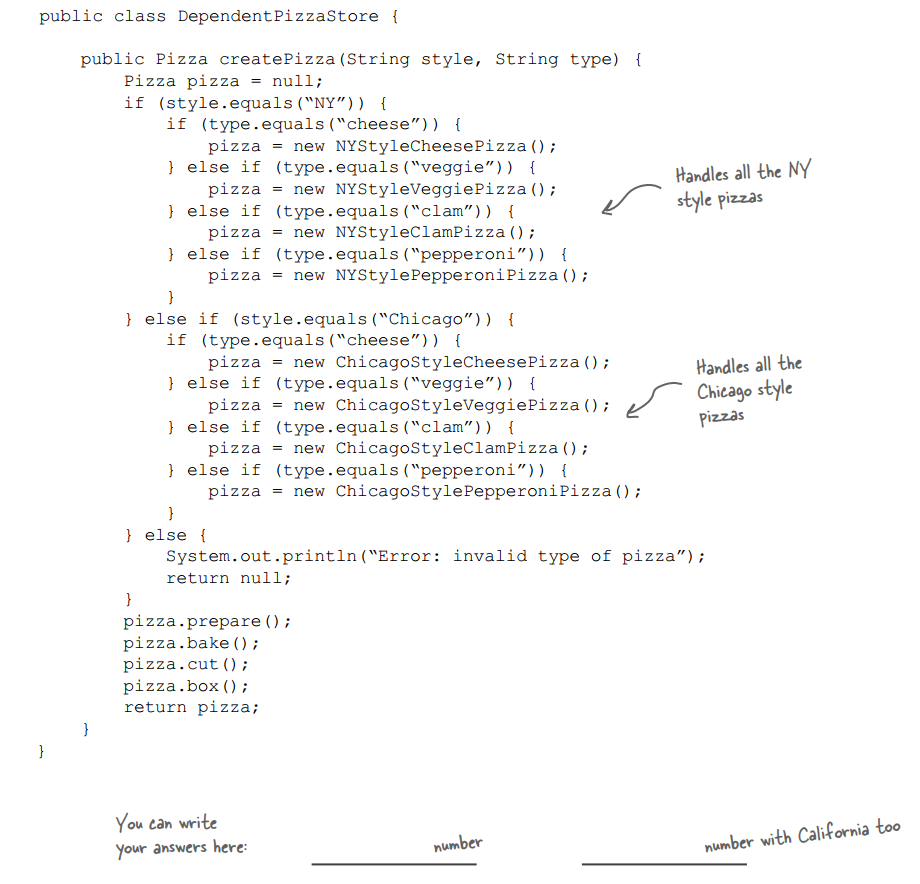 public class DependentPizzaStore {
public Pizza createPizza(String style, String type) {
Pizza pizza = null;
if (style.equals(“NY”)) {
if (type.equals(“cheese”)) {
pizza = new NYStyleCheesePizza();
} else if (type.equals(“veggie”)) {
pizza = new NYStyleVeggiePizza();
} else if (type.equals(“clam”)) {
pizza = new NYStyleClamPizza();
} else if (type.equals(“pepperoni”)) {
pizza = new NYStylePepperoniPizza();
}
Handles all the NY
style pizzas
} else if (style.equals(“Chicago”)) {
if (type.equals(“cheese”)) {
pizza = new ChicagoStyleCheesePizza();
} else if (type.equals(“veggie”)) {
pizza = new ChicagoStyleVeggiePizza();
} else if (type.equals(“clam”)) {
pizza = new ChicagoStyleClamPizza();
} else if (type.equals(“pepperoni”)) {
pizza = new ChicagoStylePepperoniPizza();
}
Handles all the
Chicago style
pizzas
} else {
System.out.println(“Error: invalid type of pizza”);
return null;
}
pizza.prepare();
pizza.bake();
pizza.cut();
pizza.box();
return pizza;
}
}
You can write
your answers here:
number
number with California too